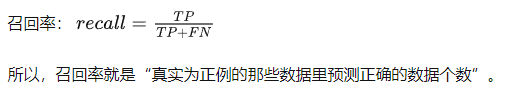 召回率： recall = TP / TP+FN
所以，召回率就是“真实为正例的那些数据里预测正确的数据个数”。